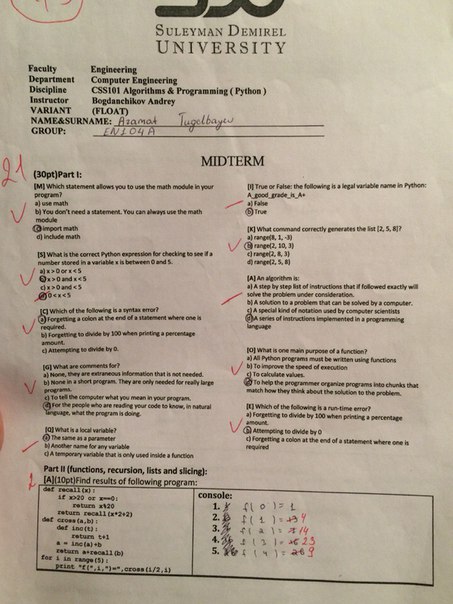 SULEYMAN DEMIREL
UNIVERSITY
Faculty Engineering
Department Computer Engineering
Discipline CSS101 Algorithms & Programming ( Python )
Instructor Bogdanchikov Andrey
VARIANT (FLOAT)
NAME&SURNAME: Azamat Tugelbayev
GROUP: EN104A
MIDTERM
21
(30pt)Part I:
[M] Which statement allows you to use the math module in your
program?
a) use math
b) You don't need a statement. You can always use the math
module
c) import math
d) include math
[S] What is the correct Python expression for checking to see if a
number stored in a variable x is between 0 and 5.
a) x > 0 or x < 5
b) x > 0 and x < 5
c) x > 0 and x < 5
d) 0 < x < 5
[C] Which of the following is a syntax error?
a) Forgetting a colon at the end of a statement where one is
required.
b) Forgetting to divide by 100 when printing a percentage
amount.
c) Attempting to divide by 0.
[G] What are comments for?
a) None, they are extraneous information that is not needed.
b) None in a short program. They are only needed for really large
programs.
c) To tell the computer what you mean in your program.
d) For the people who are reading your code to know, in natural
language, what the program is doing.
[Q] What is a local variable?
a) The same as a parameter
b) Another name for any variable
c) A temporary variable that is only used inside a function
[I] True or False: the following is a legal variable name in Python:
A_good_grade_is_A+
a) False
b) True
[K] What command correctly generates the list [2, 5, 8]?
a) range(8, 1, -3)
b) range(2, 10, 3)
c) range(2, 8, 3)
d) range(2, 5, 8)
[A] An algorithm is:
a) A step by step list of instructions that if followed exactly will
solve the problem under consideration.
b) A solution to a problem that can be solved by a computer.
c) A special kind of notation used by computer scientists
d) A series of instructions implemented in a programming
language
[O] What is one main purpose of a function?
a) All Python programs must be written using functions
b) To improve the speed of execution
c) To calculate values.
d) To help the programmer organize programs into chunks that
match how they think about the solution to the problem.
[E] Which of the following is a run-time error?
a) Forgetting to divide by 100 when printing a percentage
amount.
b) Attempting to divide by 0
c) Forgetting a colon at the end of a statement where one is
required
Part II (functions, recursion, lists and slicing):
[A](10pt)Find results of following program:
def recall(x):
if x>20 or x==0:
return x%20
return recall(x*2+2)
def cross(a,b):
def inc(t):
return t+1
a = inc(a)+b
return a+recall(b)
for i in range(5):
print "f(",i,")=",cross(i/2,i)
console:
1. f(0)=1
2. f(1)= 4
3. f(2)= 14
4. f(3)= 23
5. f(4)= 9